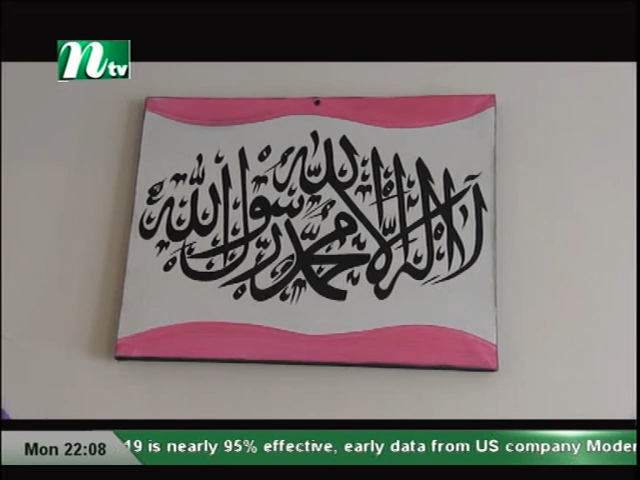 ntv
لا إله إلا الله محمد رسول الله
Mon 22:08
19 is nearly 95% effective, early data from US company Moder